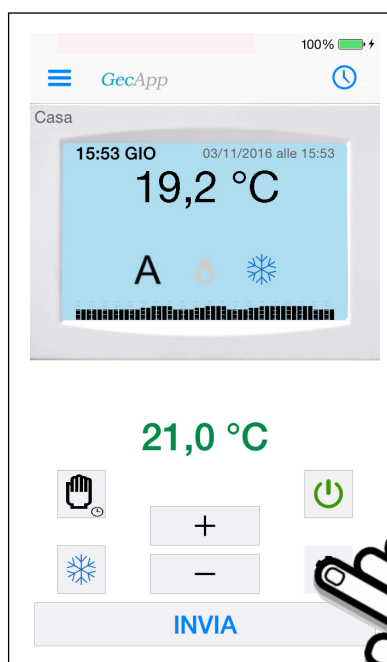 100%
GecApp
Casa
15:53 GIO 03/11/2016 alle 15:53
19,2 °C
A
21,0 °C
+
−
INVIA